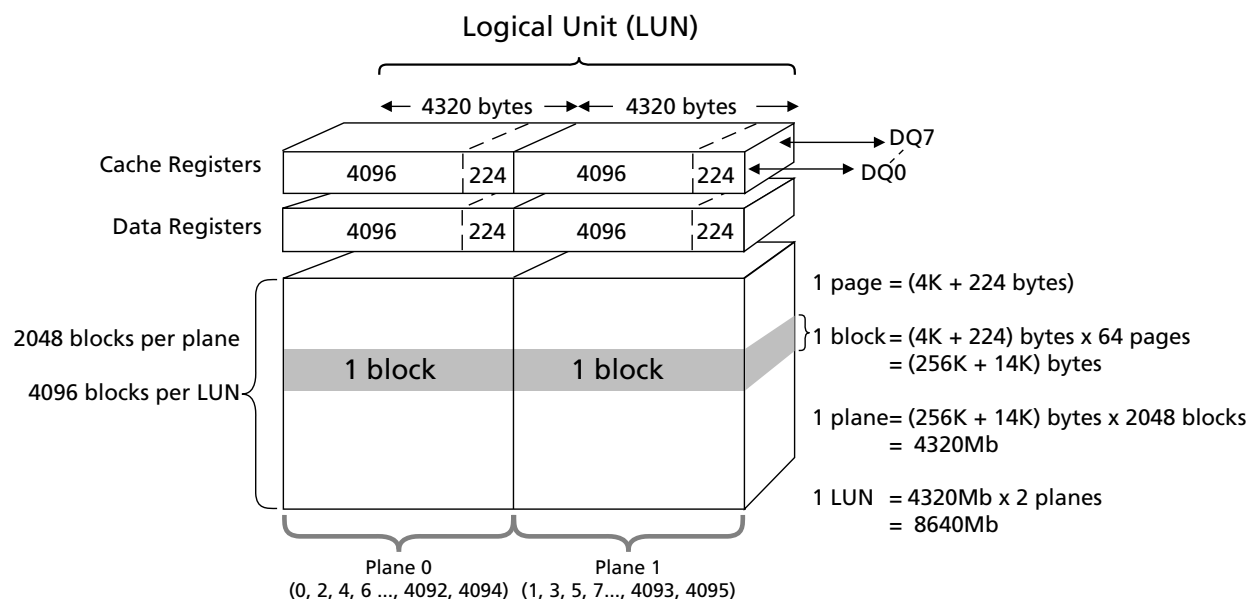 Logical Unit (LUN)
4320 bytes 4320 bytes
DQ7
Cache Registers 4096 224 4096 224 DQ0
Data Registers 4096 224 4096 224
1 page = (4K + 224 bytes)
2048 blocks per plane
1 block = (4K + 224) bytes x 64 pages
= (256K + 14K) bytes
1 block 1 block
4096 blocks per LUN
1 plane= (256K + 14K) bytes x 2048 blocks
= 4320Mb
1 LUN = 4320Mb x 2 planes
= 8640Mb
Plane 0 Plane 1
(0, 2, 4, 6 ..., 4092, 4094) (1, 3, 5, 7..., 4093, 4095)